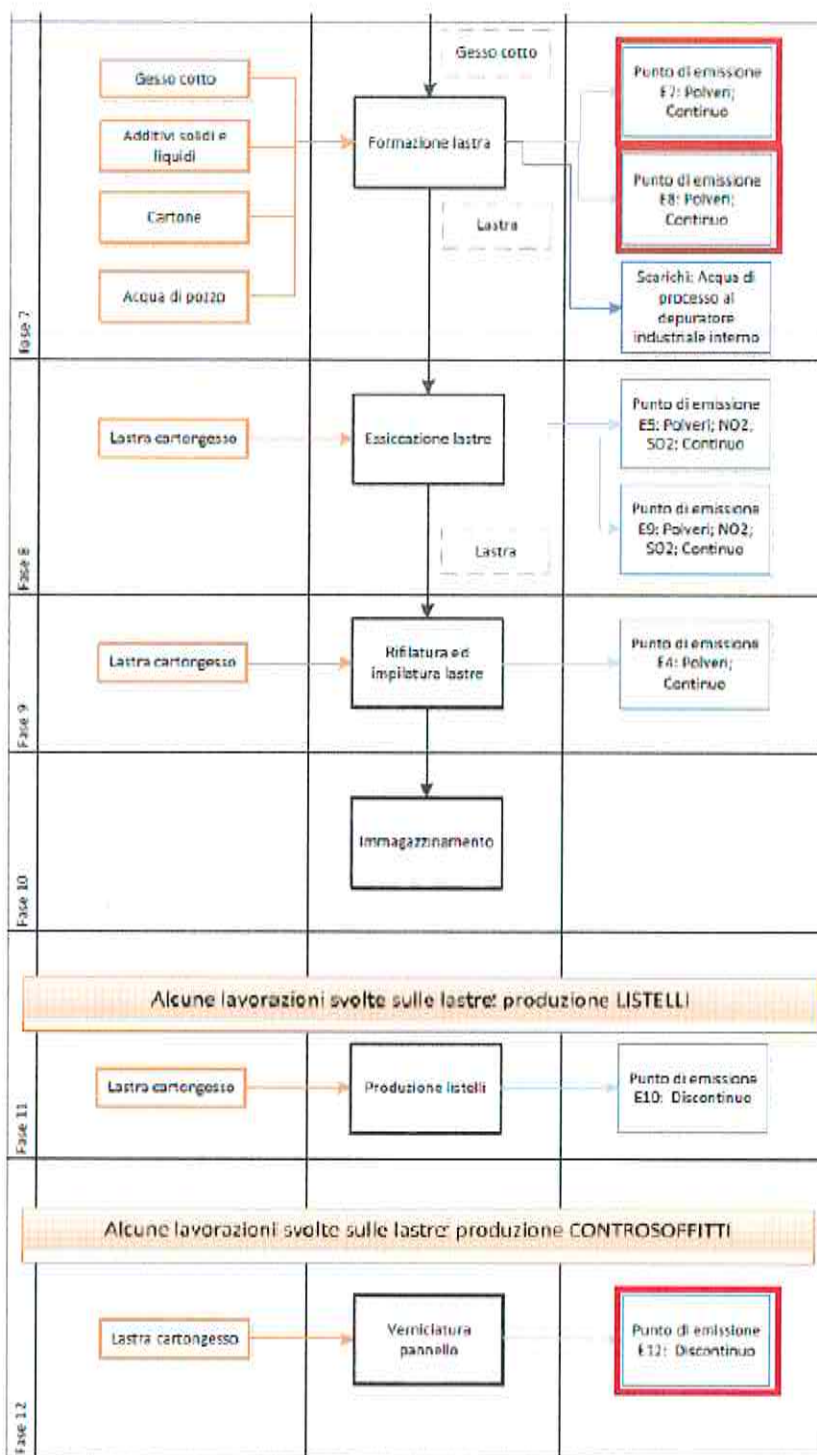 Gesso cotto
Gesso cotto
Additivi solidi e
liquidi
Cartone
Acqua di pozzo
Formazione lastra
Lastra
Punto di emissione
E7: Polveri;
Continuo
Punto di emissione
E8: Polveri;
Continuo
Scarichi: Acqua di
processo al
depuratore
industriale interno
Fase 7
Lastra cartongesso
Essiccazione lastre
Lastra
Punto di emissione
E5: Polveri; NO2;
SO2; Continuo
Punto di emissione
E9: Polveri; NO2;
SO2; Continuo
Fase 8
Lastra cartongesso
Rifilatura ed
impilatura lastre
Punto di emissione
E4: Polveri;
Continuo
Fase 9
Immagazzinamento
Fase 10
Alcune lavorazioni svolte sulle lastre: produzione LISTELLI
Lastra cartongesso
Produzione listelli
Punto di emissione
E10: Discontinuo
Fase 11
Alcune lavorazioni svolte sulle lastre: produzione CONTROSOFFITTI
Lastra cartongesso
Verniciatura
pannello
Punto di emissione
E12: Discontinuo
Fase 12